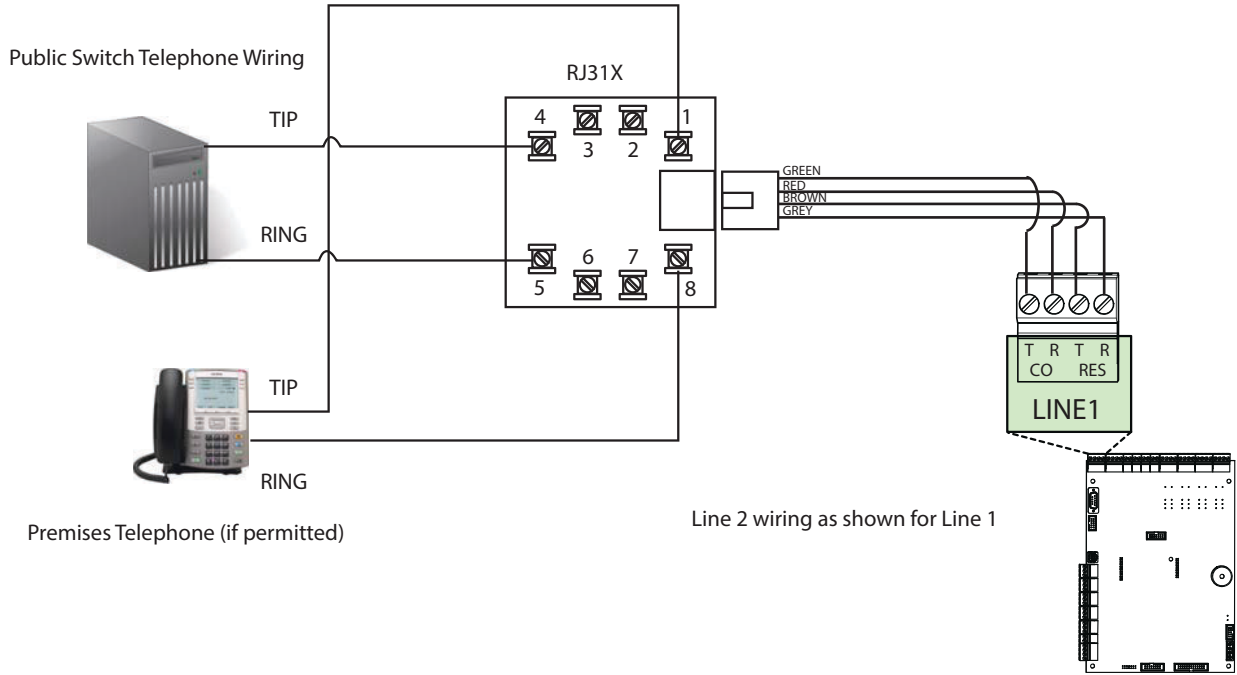 Public Switch Telephone Wiring
RJ31X
TIP
4
3
2
1
GREEN
RED
BROWN
GREY
RING
5
6
7
8
T R T R
CO RES
LINE1
TIP
RING
Premises Telephone (if permitted)
Line 2 wiring as shown for Line 1